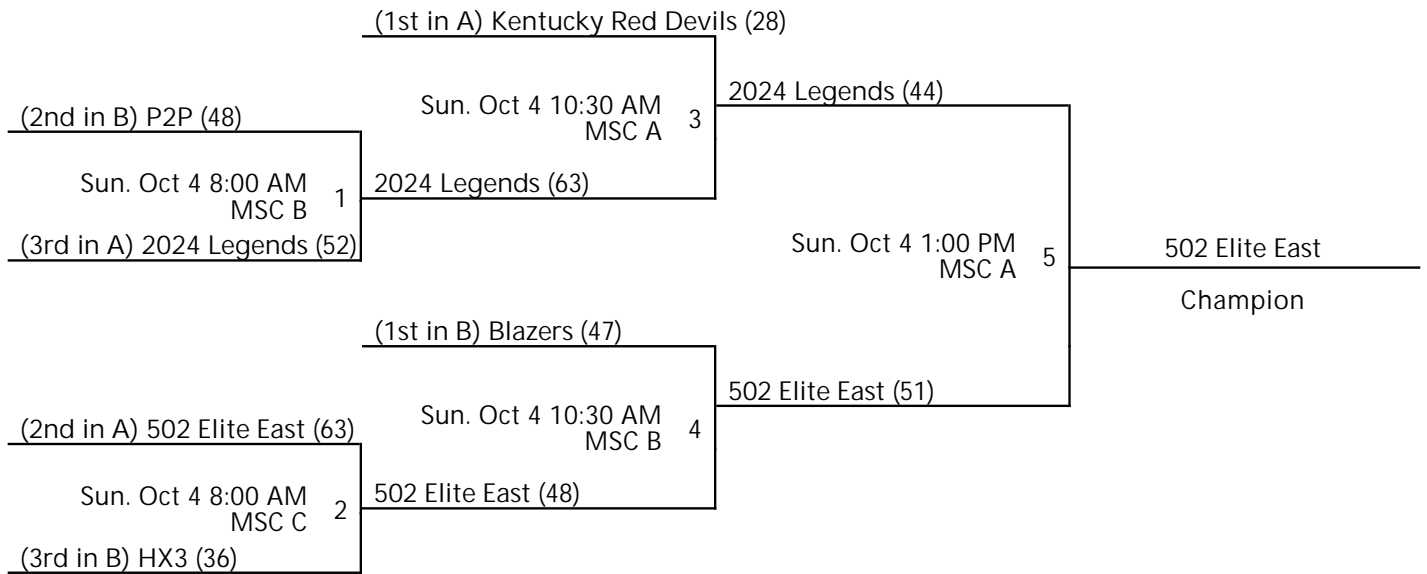 (1st in A) Kentucky Red Devils (28)
Sun. Oct 4 10:30 AM
MSC A
3
2024 Legends (44)
(2nd in B) P2P (48)
Sun. Oct 4 8:00 AM
MSC B
1
2024 Legends (63)
(3rd in A) 2024 Legends (52)
Sun. Oct 4 1:00 PM
MSC A
5
502 Elite East
Champion
(1st in B) Blazers (47)
Sun. Oct 4 10:30 AM
MSC B
4
502 Elite East (51)
(2nd in A) 502 Elite East (63)
Sun. Oct 4 8:00 AM
MSC C
2
502 Elite East (48)
(3rd in B) HX3 (36)